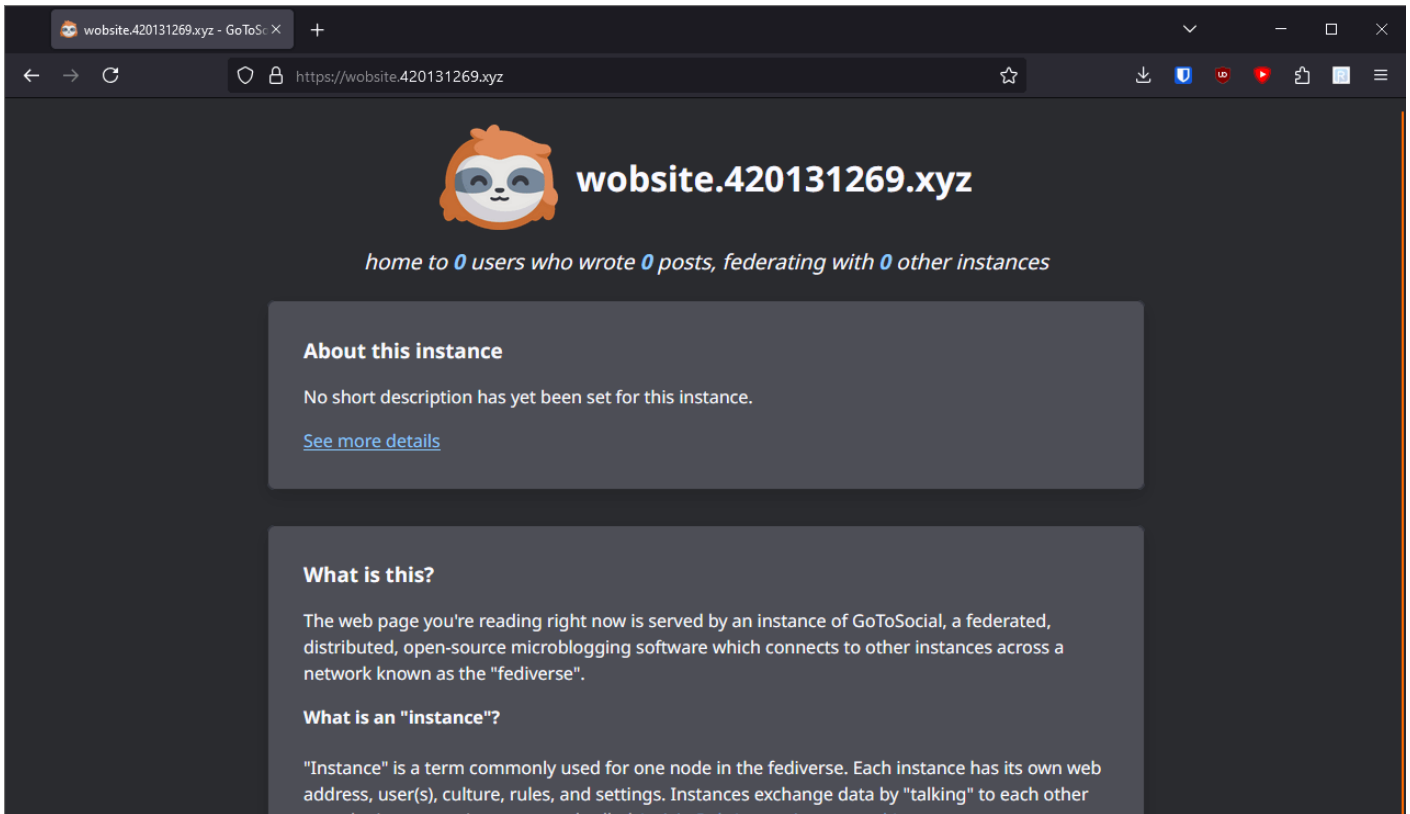 wobsite.420131269.xyz - GoToSc
https://wobsite.420131269.xyz
wobsite.420131269.xyz
home to 0 users who wrote 0 posts, federating with 0 other instances
About this instance
No short description has yet been set for this instance.
See more details
What is this?
The web page you're reading right now is served by an instance of GoToSocial, a federated,
distributed, open-source microblogging software which connects to other instances across a
network known as the "fediverse".
What is an "instance"?
"Instance" is a term commonly used for one node in the fediverse. Each instance has its own web
address, user(s), culture, rules, and settings. Instances exchange data by "talking" to each other